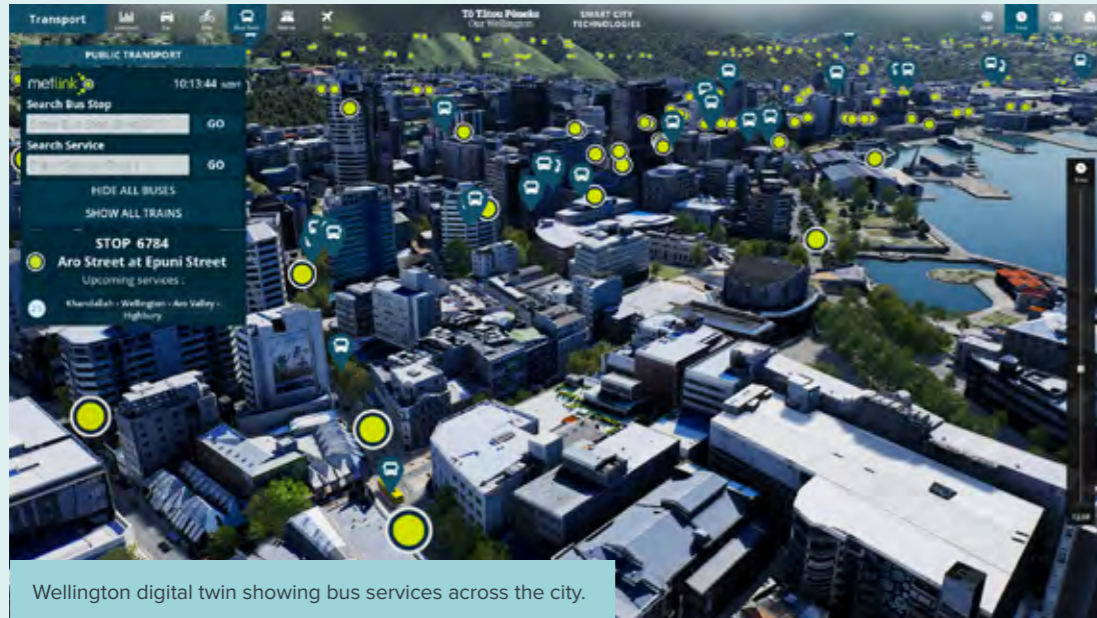 Transport
Tō Tātou Pōneke
Our Wellington
SMART CITY
TECHNOLOGIES
PUBLIC TRANSPORT
metlink
10:13:44
Search Bus Stop
GO
Search Service
GO
HIDE ALL BUSES
SHOW ALL TRAINS
STOP 6784
Aro Street at Epuni Street
Upcoming services :
Khandallah - Wellington - Aro Valley -
Highbury
Wellington digital twin showing bus services across the city.